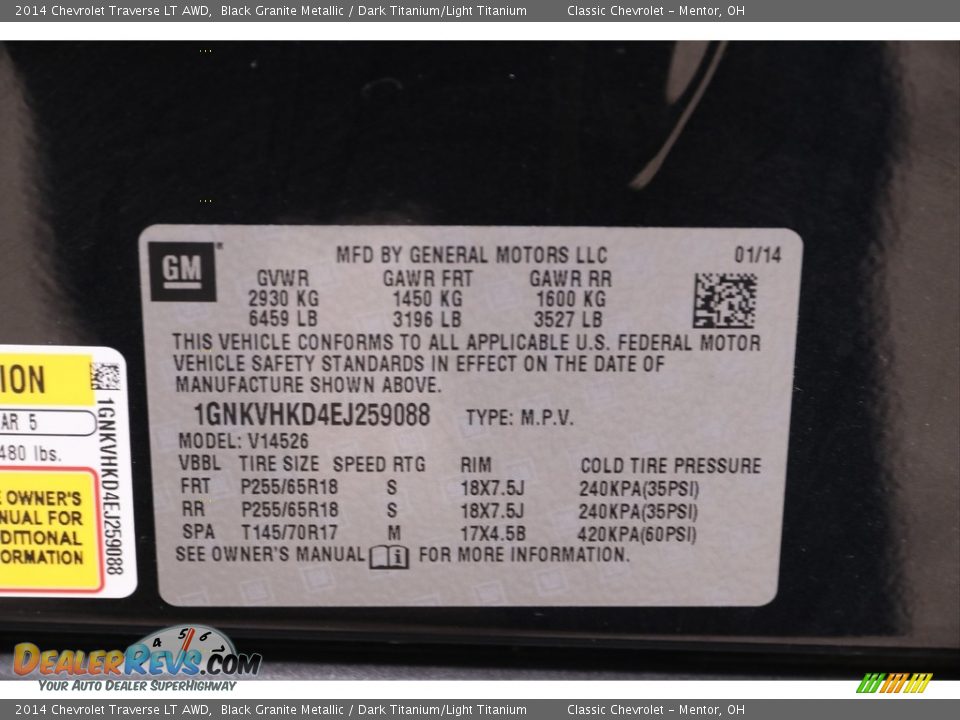 2014 Chevrolet Traverse LT AWD, Black Granite Metallic / Dark Titanium/Light Titanium Classic Chevrolet - Mentor, OH
GM
MFD BY GENERAL MOTORS LLC 01/14
GVWR GAWR FRT GAWR RR
2930 KG 1450 KG 1600 KG
6459 LB 3196 LB 3527 LB
THIS VEHICLE CONFORMS TO ALL APPLICABLE U.S. FEDERAL MOTOR
VEHICLE SAFETY STANDARDS IN EFFECT ON THE DATE OF
MANUFACTURE SHOWN ABOVE.
1GNKVHKD4EJ259088 TYPE: M.P.V.
MODEL: V14526
VBBL TIRE SIZE SPEED RTG RIM COLD TIRE PRESSURE
FRT P255/65R18 S 18X7.5J 240KPA(35PSI)
RR P255/65R18 S 18X7.5J 240KPA(35PSI)
SPA T145/70R17 M 17X4.5B 420KPA(60PSI)
SEE OWNER'S MANUAL i FOR MORE INFORMATION.
ION
AR 5
480 lbs.
E OWNER'S
NUAL FOR
DITIONAL
ORMATION
1GNKVHKD4EJ259088
4 5 6 7
DEALERREVS.COM
YOUR AUTO DEALER SUPERHIGHWAY
2014 Chevrolet Traverse LT AWD, Black Granite Metallic / Dark Titanium/Light Titanium Classic Chevrolet - Mentor, OH